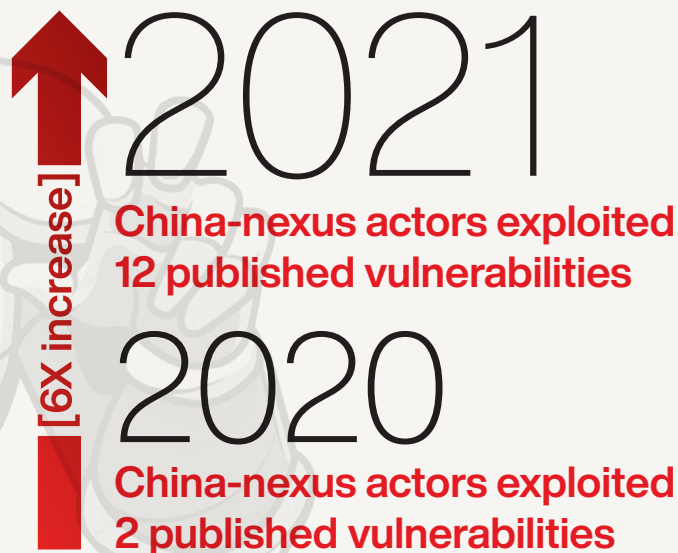 2021
China-nexus actors exploited
12 published vulnerabilities
[6X increase]
2020
China-nexus actors exploited
2 published vulnerabilities